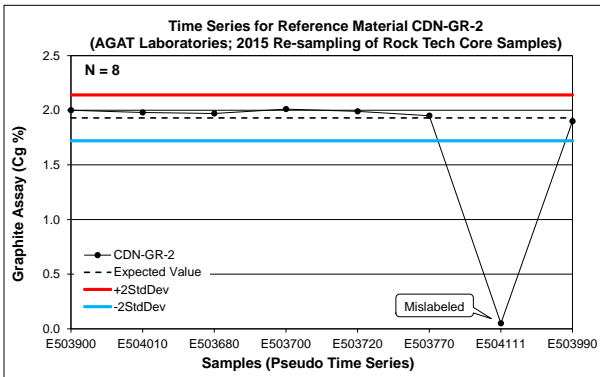 Time Series for Reference Material CDN-GR-2
(AGAT Laboratories; 2015 Re-sampling of Rock Tech Core Samples)
N = 8
2.5
2.0
1.5
1.0
0.5
0.0
Graphite Assay (Cg %)
CDN-GR-2
Expected Value
+2StdDev
-2StdDev
Mislabeled
E503900 E504010 E503680 E503700 E503720 E503770 E504111 E503990
Samples (Pseudo Time Series)